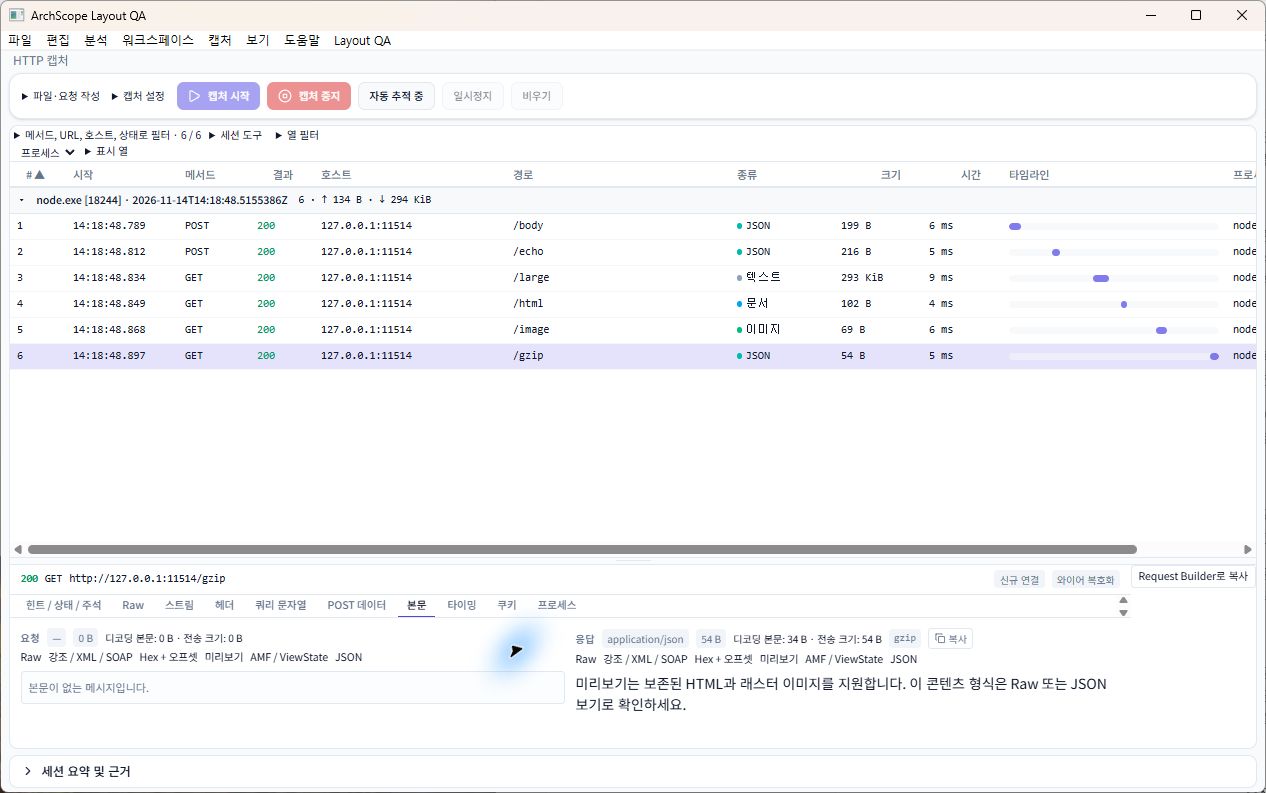 ArchScope Layout QA
파일 편집 분석 워크스페이스 캡처 보기 도움말 Layout QA
HTTP 캡처
▶ 파일·요청 작성 ▶ 캡처 설정 캡처 시작 캡처 중지 자동 추적 중 일시정지 비우기
▶ 메서드, URL, 호스트, 상태로 필터 · 6 / 6 ▶ 세션 도구 ▶ 열 필터
프로세스 ▶ 표시 열
# ▲ 시작 메서드 결과 호스트 경로 종류 크기 시간 타임라인 프로세
node.exe [18244] · 2026-11-14T14:18:48.5155386Z 6 · ↑ 134 B · ↓ 294 KiB
1 14:18:48.789 POST 200 127.0.0.1:11514 /body JSON 199 B 6 ms node
2 14:18:48.812 POST 200 127.0.0.1:11514 /echo JSON 216 B 5 ms node
3 14:18:48.834 GET 200 127.0.0.1:11514 /large 텍스트 293 KiB 9 ms node
4 14:18:48.849 GET 200 127.0.0.1:11514 /html 문서 102 B 4 ms node
5 14:18:48.868 GET 200 127.0.0.1:11514 /image 이미지 69 B 6 ms node
6 14:18:48.897 GET 200 127.0.0.1:11514 /gzip JSON 54 B 5 ms node
200 GET http://127.0.0.1:11514/gzip 신규 연결 와이어 복호화 Request Builder로 복사
힌트 / 상태 / 주석 Raw 스트림 헤더 쿼리 문자열 POST 데이터 본문 타이밍 쿠키 프로세스
요청 — 0 B 디코딩 본문: 0 B · 전송 크기: 0 B
Raw 강조 / XML / SOAP Hex + 오프셋 미리보기 AMF / ViewState JSON
본문이 없는 메시지입니다.
응답 application/json 54 B 디코딩 본문: 34 B · 전송 크기: 54 B gzip 복사
Raw 강조 / XML / SOAP Hex + 오프셋 미리보기 AMF / ViewState JSON
미리보기는 보존된 HTML과 래스터 이미지를 지원합니다. 이 콘텐츠 형식은 Raw 또는 JSON
보기로 확인하세요.
세션 요약 및 근거